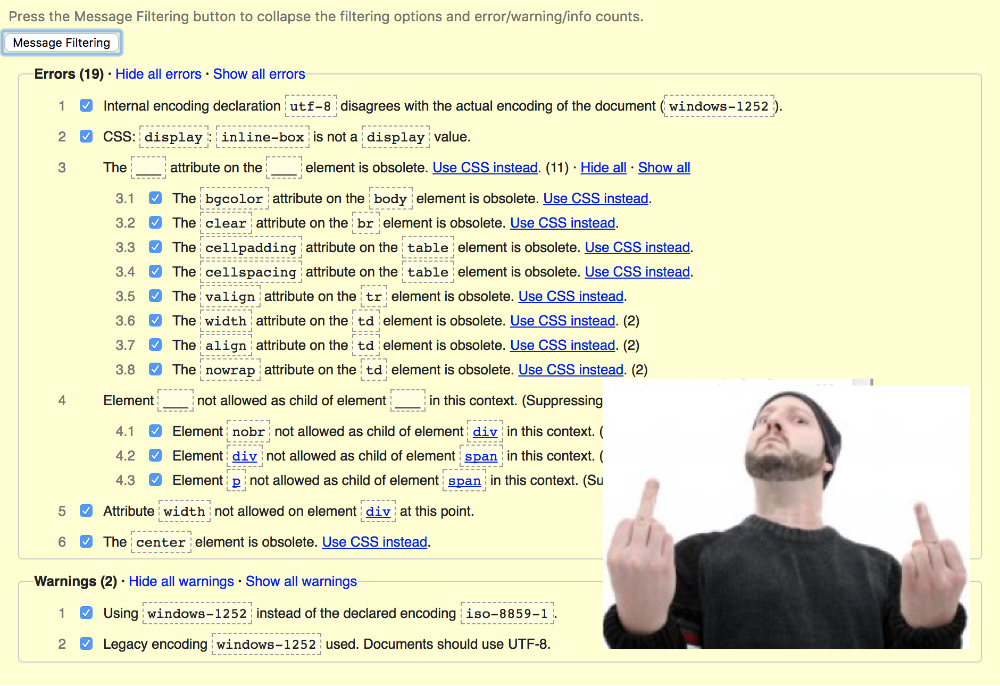 Press the Message Filtering button to collapse the filtering options and error/warning/info counts.
Message Filtering
Errors (19) · Hide all errors · Show all errors
1 Internal encoding declaration utf-8 disagrees with the actual encoding of the document (windows-1252).
2 CSS: display: inline-box is not a display value.
3 The ___ attribute on the ___ element is obsolete. Use CSS instead. (11) · Hide all · Show all
3.1 The bgcolor attribute on the body element is obsolete. Use CSS instead.
3.2 The clear attribute on the br element is obsolete. Use CSS instead.
3.3 The cellpadding attribute on the table element is obsolete. Use CSS instead.
3.4 The cellspacing attribute on the table element is obsolete. Use CSS instead.
3.5 The valign attribute on the tr element is obsolete. Use CSS instead.
3.6 The width attribute on the td element is obsolete. Use CSS instead. (2)
3.7 The align attribute on the td element is obsolete. Use CSS instead. (2)
3.8 The nowrap attribute on the td element is obsolete. Use CSS instead. (2)
4 Element ___ not allowed as child of element ___ in this context. (Suppressing
4.1 Element nobr not allowed as child of element div in this context. (
4.2 Element div not allowed as child of element span in this context. (
4.3 Element p not allowed as child of element span in this context. (Su
5 Attribute width not allowed on element div at this point.
6 The center element is obsolete. Use CSS instead.
Warnings (2) · Hide all warnings · Show all warnings
1 Using windows-1252 instead of the declared encoding iso-8859-1.
2 Legacy encoding windows-1252 used. Documents should use UTF-8.